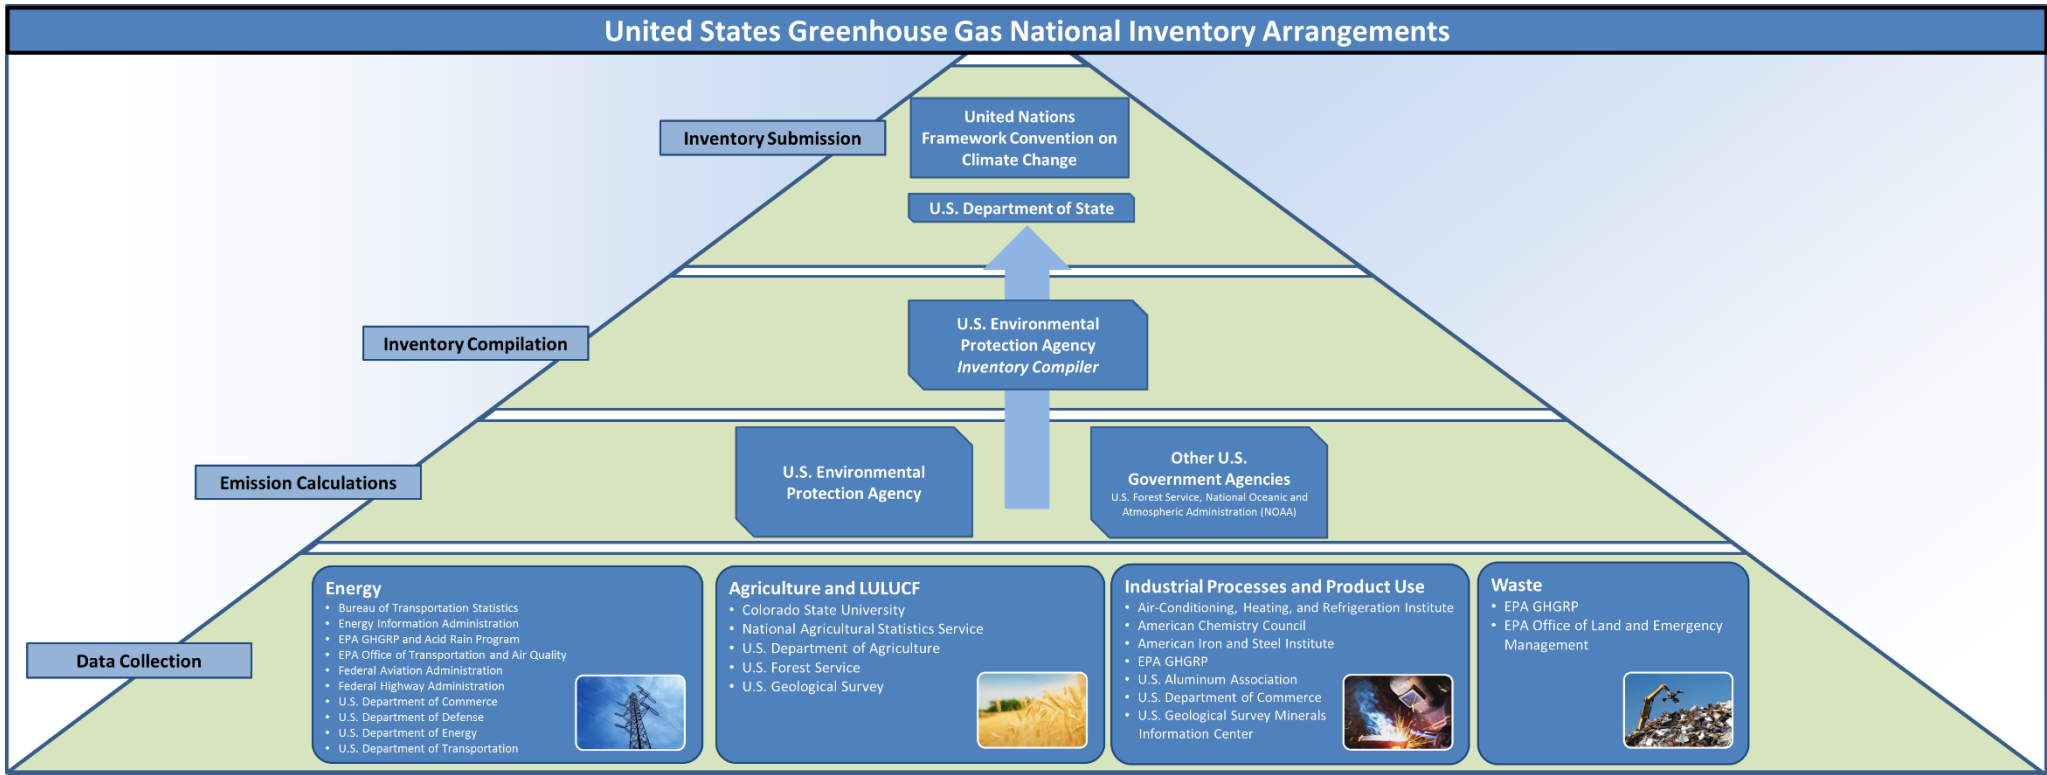 United States Greenhouse Gas National Inventory Arrangements
Inventory Submission
United Nations
Framework Convention on
Climate Change
U.S. Department of State
Inventory Compilation
U.S. Environmental
Protection Agency
Inventory Compiler
Emission Calculations
U.S. Environmental
Protection Agency
Other U.S.
Government Agencies
U.S. Forest Service, National Oceanic and
Atmospheric Administration (NOAA)
Data Collection
Energy
• Bureau of Transportation Statistics
• Energy Information Administration
• EPA GHGRP and Acid Rain Program
• EPA Office of Transportation and Air Quality
• Federal Aviation Administration
• Federal Highway Administration
• U.S. Department of Commerce
• U.S. Department of Defense
• U.S. Department of Energy
• U.S. Department of Transportation
Agriculture and LULUCF
• Colorado State University
• National Agricultural Statistics Service
• U.S. Department of Agriculture
• U.S. Forest Service
• U.S. Geological Survey
Industrial Processes and Product Use
• Air-Conditioning, Heating, and Refrigeration Institute
• American Chemistry Council
• American Iron and Steel Institute
• EPA GHGRP
• U.S. Aluminum Association
• U.S. Department of Commerce
• U.S. Geological Survey Minerals
Information Center
Waste
• EPA GHGRP
• EPA Office of Land and Emergency
Management